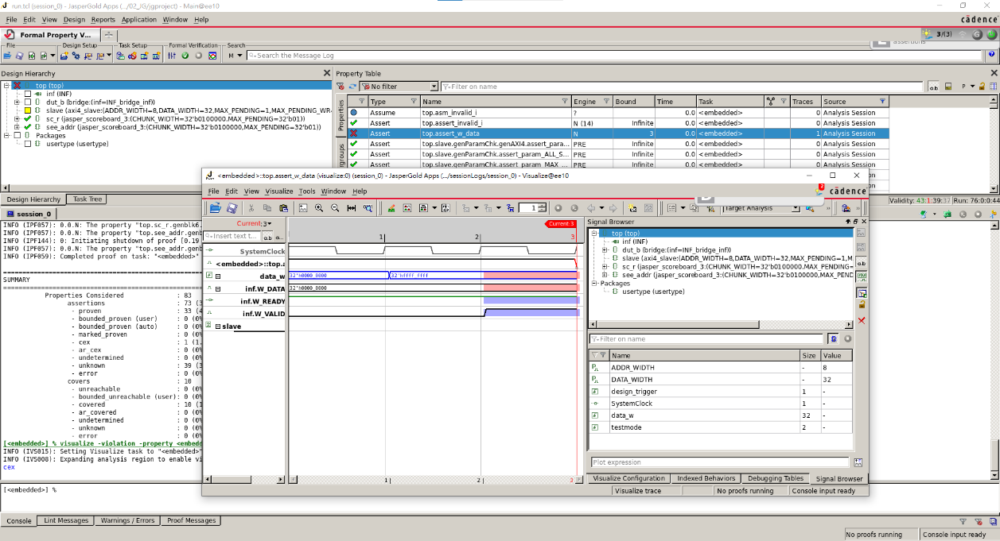 run.tcl (session_0) - JasperGold Apps (../02_JG/jgproject) - Main@ee10
File Edit View Design Reports Application Window Help
cādence
Formal Property V...
3/(3)
assertions
File Design Setup Task Setup Formal Verification Search
M Search the Message Log
Design Hierarchy
top (top)
inf (INF)
dut_b (bridge:(inf=INF_bridge_inf))
slave (axi4_slave:(ADDR_WIDTH=8,DATA_WIDTH=32,MAX_PENDING=1,MAX_PENDING_WR-
sc_r (jasper_scoreboard_3:(CHUNK_WIDTH=32'b0100000,MAX_PENDING=32'b01))
see_addr (jasper_scoreboard_3:(CHUNK_WIDTH=32'b0100000,MAX_PENDING=32'b01))
Packages
usertype (usertype)
Design Hierarchy Task Tree
Property Table
No filter Filter on name
Properties
Type Name Engine Bound Time Task Traces Source
Assume top.asm_invalid_i ? 0.0 <embedded> 0 Analysis Session
Assert top.assert_invalid_i N (14) Infinite 0.0 <embedded> 0 Analysis Session
Assert top.assert_w_data N 3 0.0 <embedded> 1 Analysis Session
Assert top.slave.genParamChk.genAXI4.assert_para... PRE Infinite 0.0 <embedded> 0 Analysis Session
Assert top.slave.genParamChk.assert_param_ALL_S... PRE Infinite 0.0 <embedded> 0 Analysis Session
Assert top.slave.genParamChk.assert_param_MAX_... PRE Infinite 0.0 <embedded> 0 Analysis Session
Validity: 43:1:39:37 Run: 76:0:0:44
session_0
INFO (IPF057): 0.0.N: The property "top.sc_r.genblk6.
INFO (IPF057): 0.0.N: The property "top.see_addr.gen
INFO (IPF144): 0: Initiating shutdown of proof [0.19
INFO (IPF057): 0.0.N: The property "top.see_addr.gen
INFO (IPF059): Completed proof on task: "<embedded>"
SUMMARY
Properties Considered : 83
assertions : 73
- proven : 33
- bounded_proven (user) : 0 (0%
- bounded_proven (auto) : 0 (0%
- marked_proven : 0 (0%
- cex : 1 (1.
- ar_cex : 0 (0%
- undetermined : 0 (0%
- unknown : 39
- error : 0 (0%
covers : 10
- unreachable : 0 (0%
- bounded_unreachable (user): 0 (0%
- covered : 10
- ar_covered : 0 (0%
- undetermined : 0 (0%
- unknown : 0 (0%
- error : 0 (0%
[<embedded>] % visualize -violation -property <embed
INFO (IVS015): Setting Visualize task to "<embedded>"
INFO (IVS008): Expanding analysis region to enable vi
cex
[<embedded>] %
Console Lint Messages Warnings / Errors Proof Messages
No proofs running Console input ready
<embedded>::top.assert_w_data (visualize:0) (session_0) - JasperGold Apps (.../sessionLogs/session_0) - Visualize@ee10
File Edit View Visualize Tools Window Help
2
cādence
1 Target Analysis
Current:3
Insert text t...
Current: 3
1 2 3
SystemClock
<embedded>::top.a
data_w 32'h0000_0000 32'hffff_ffff
inf.W_DATA 32'h0000_0000
inf.W_READY
inf.W_VALID
slave
1 2 3
Signal Browser
top (top)
inf (INF)
dut_b (bridge:(inf=INF_bridge_inf))
slave (axi4_slave:(ADDR_WIDTH=8,DATA_WIDTH=32,MAX_PENDING=1,M
sc_r (jasper_scoreboard_3:(CHUNK_WIDTH=32'b0100000,MAX_PENDING
see_addr (jasper_scoreboard_3:(CHUNK_WIDTH=32'b0100000,MAX_PEND
Packages
usertype (usertype)
Filter on name
Name Size Value
ADDR_WIDTH - 8
DATA_WIDTH - 32
design_trigger 1 -
SystemClock 1 -
data_w 32 -
testmode 2 -
Plot expression
Visualize Configuration Indexed Behaviors Debugging Tables Signal Browser
Visualize trace No proofs running Console input ready